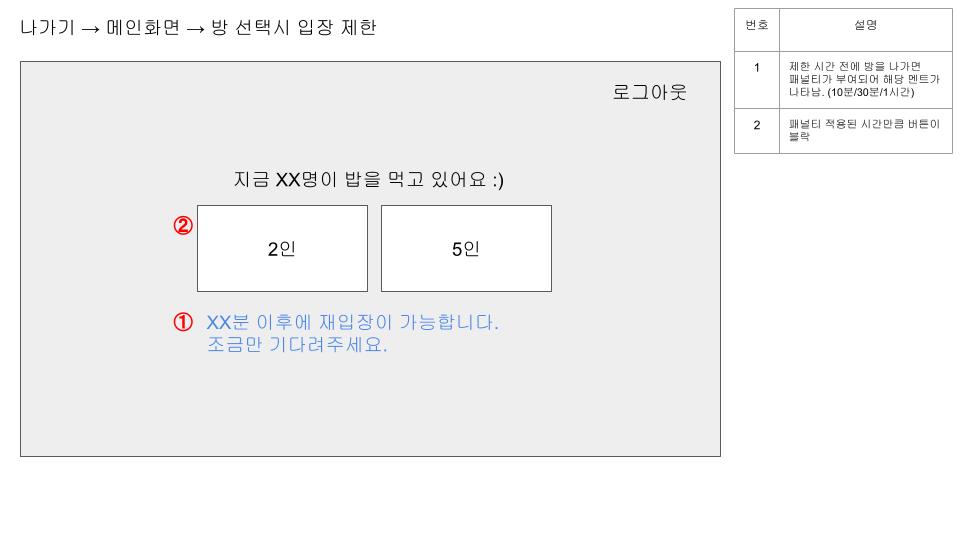 나가기 → 메인화면 → 방 선택시 입장 제한
로그아웃
지금 XX명이 밥을 먹고 있어요 :)
②
2인
5인
① XX분 이후에 재입장이 가능합니다.
조금만 기다려주세요.
번호 설명
1 제한 시간 전에 방을 나가면
패널티가 부여되어 해당 멘트가
나타남. (10분/30분/1시간)
2 패널티 적용된 시간만큼 버튼이
블락